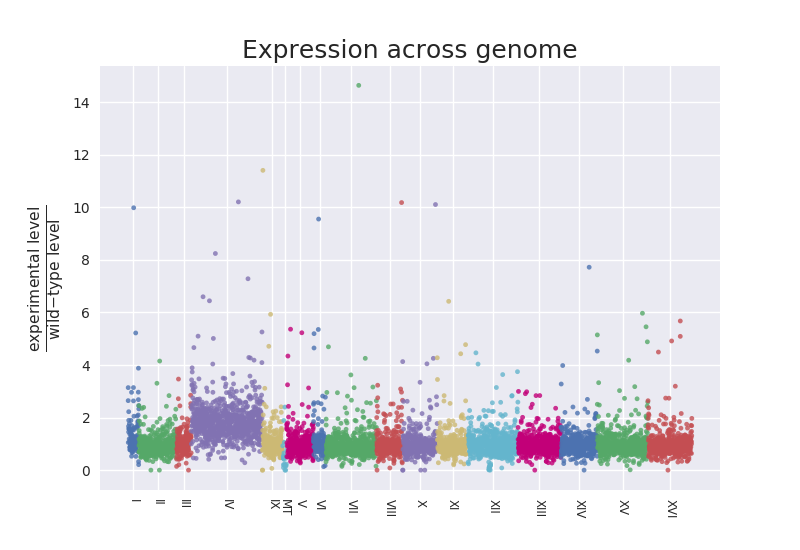 Expression across genome
experimental level
wild−type level
14
12
10
8
6
4
2
0
I
II
III
IV
IX
MT
V
VI
VII
VIII
X
XI
XII
XIII
XIV
XV
XVI